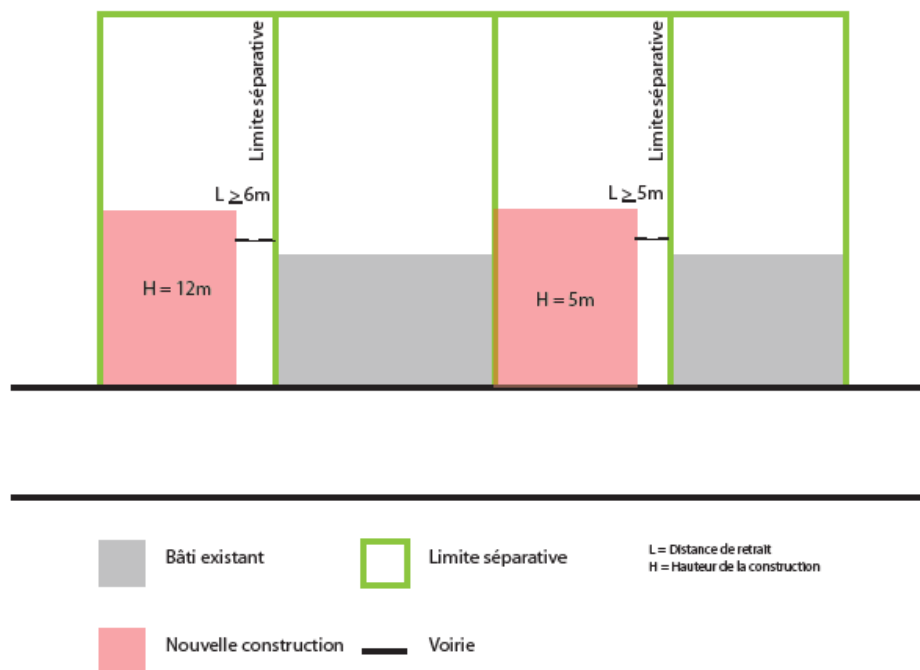 Limite séparative
Limite séparative
L ≥ 6m
L ≥ 5m
H = 12m
H = 5m
Bâti existant
Limite séparative
L = Distance de retrait
H = Hauteur de la construction
Nouvelle construction
Voirie